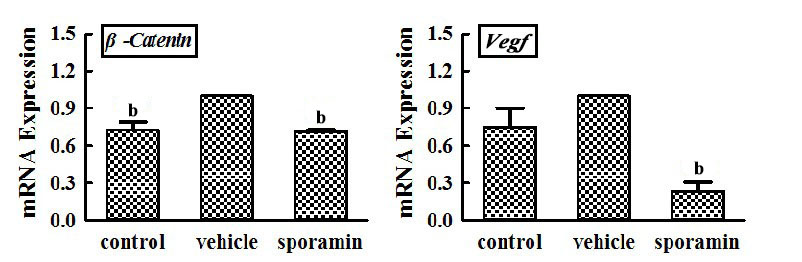 β -Catenin
mRNA Expression
1.5
1.2
0.9
0.6
0.3
0.0
b
b
control vehicle sporamin
Vegf
mRNA Expression
1.5
1.2
0.9
0.6
0.3
0.0
b
control vehicle sporamin